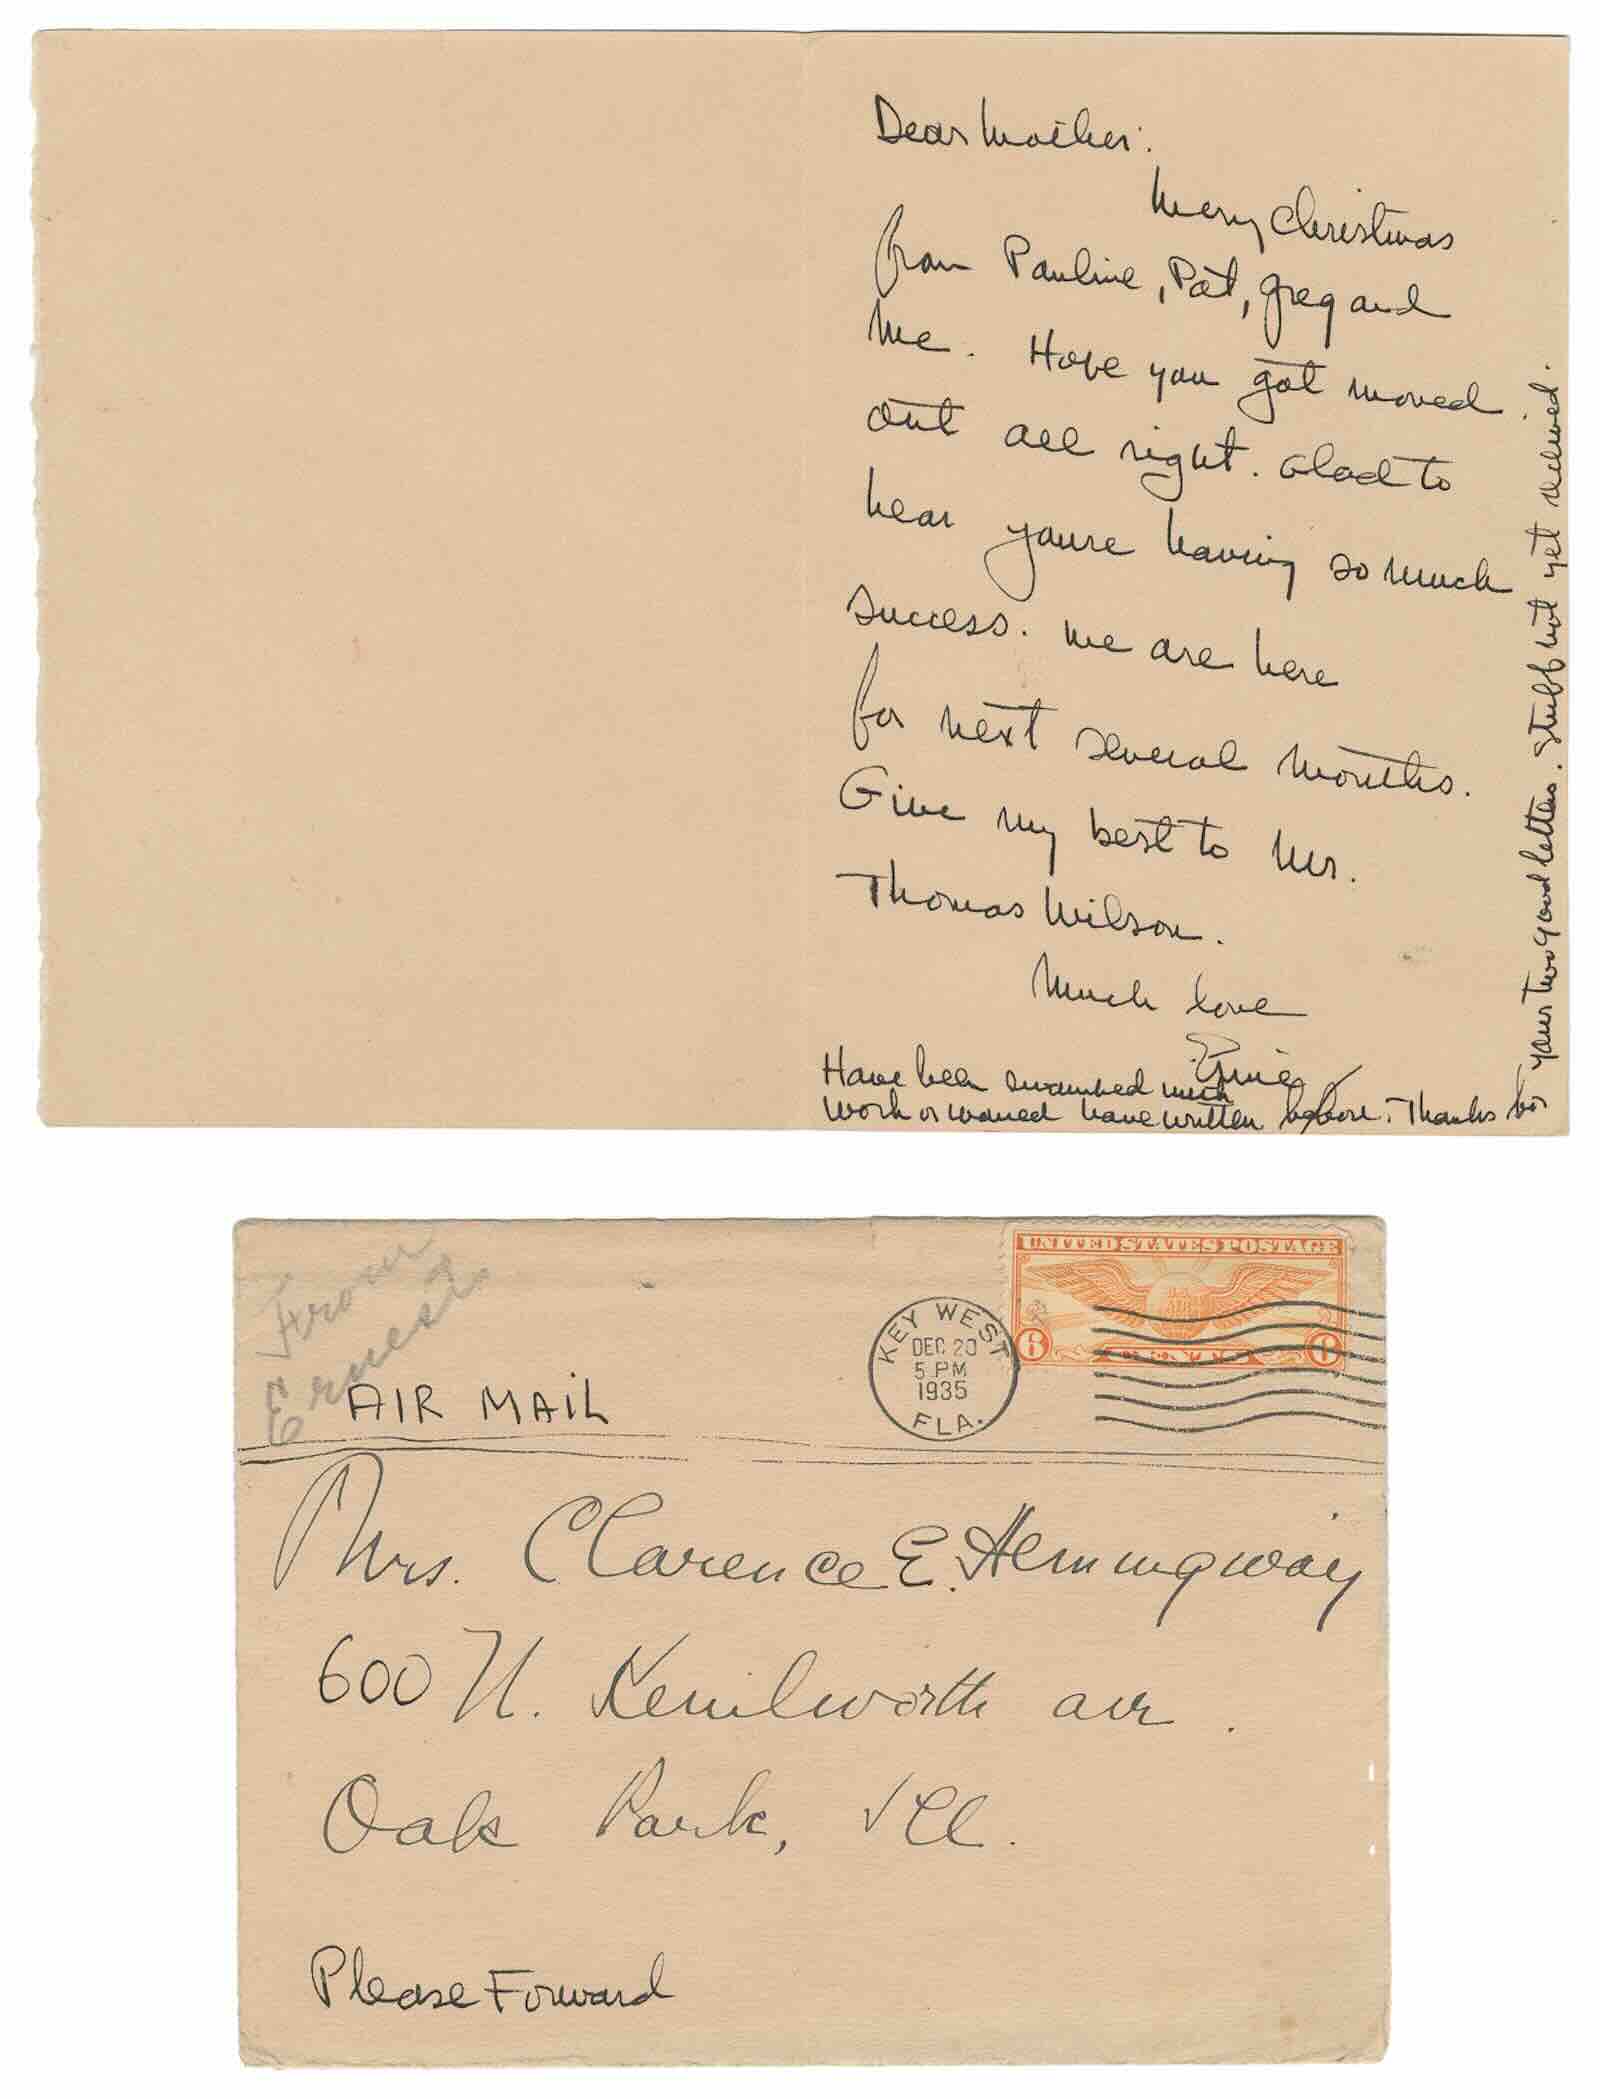 Dear Mother:
Merry Christmas
from Pauline, Pat, Greg and
me. Hope you got moved
out all right. Glad to
hear youre having so much
success. We are here
for next several months.
Give my best to Mr.
Thomas Wilson.
Much love
Ernie
Have been swamped with
work or would have written before. Thanks for
your two good letters. Stuff not yet received.
From
Ernest
AIR MAIL
KEY WEST
DEC 20
5 PM
1935
FLA.
UNITED STATES POSTAGE
6 6
Mrs. Clarence E. Hemingway
600 N. Kenilworth ave.
Oak Park, Ill.
Please Forward